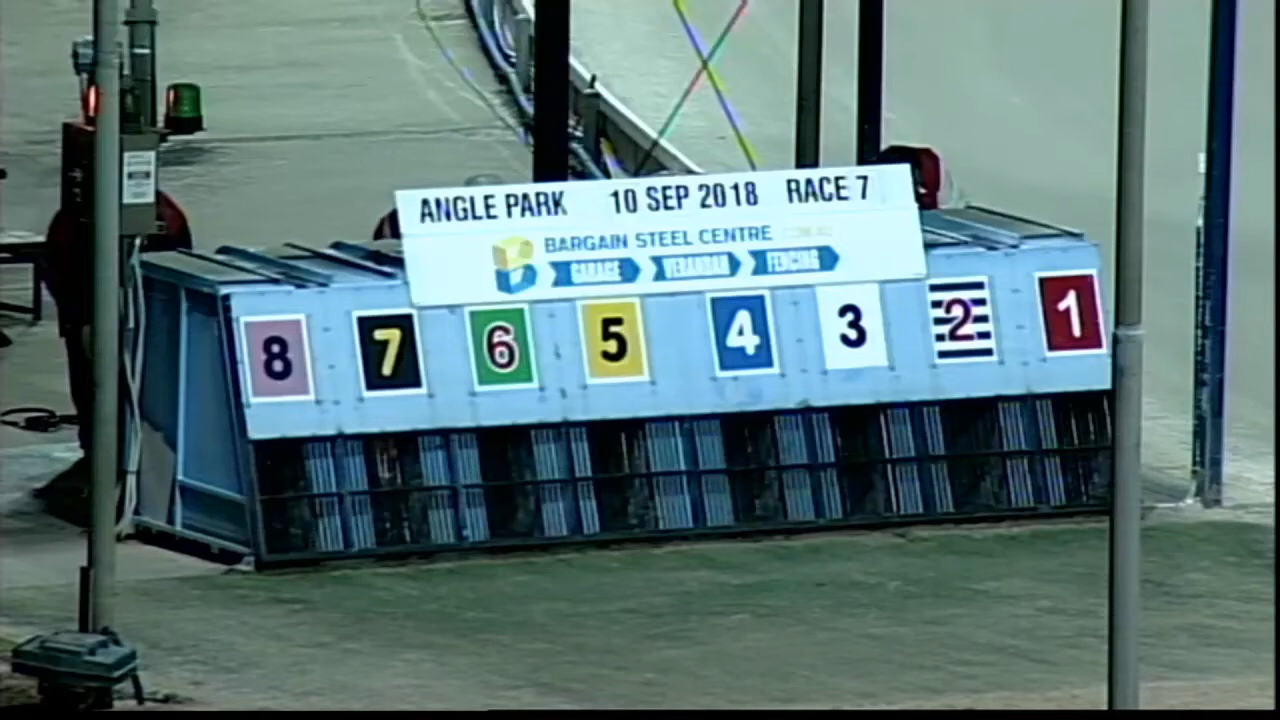 ANGLE PARK 10 SEP 2018 RACE 7
BARGAIN STEEL CENTRE
GARAGE VERANDAH FENCING
8 7 6 5 4 3 2 1